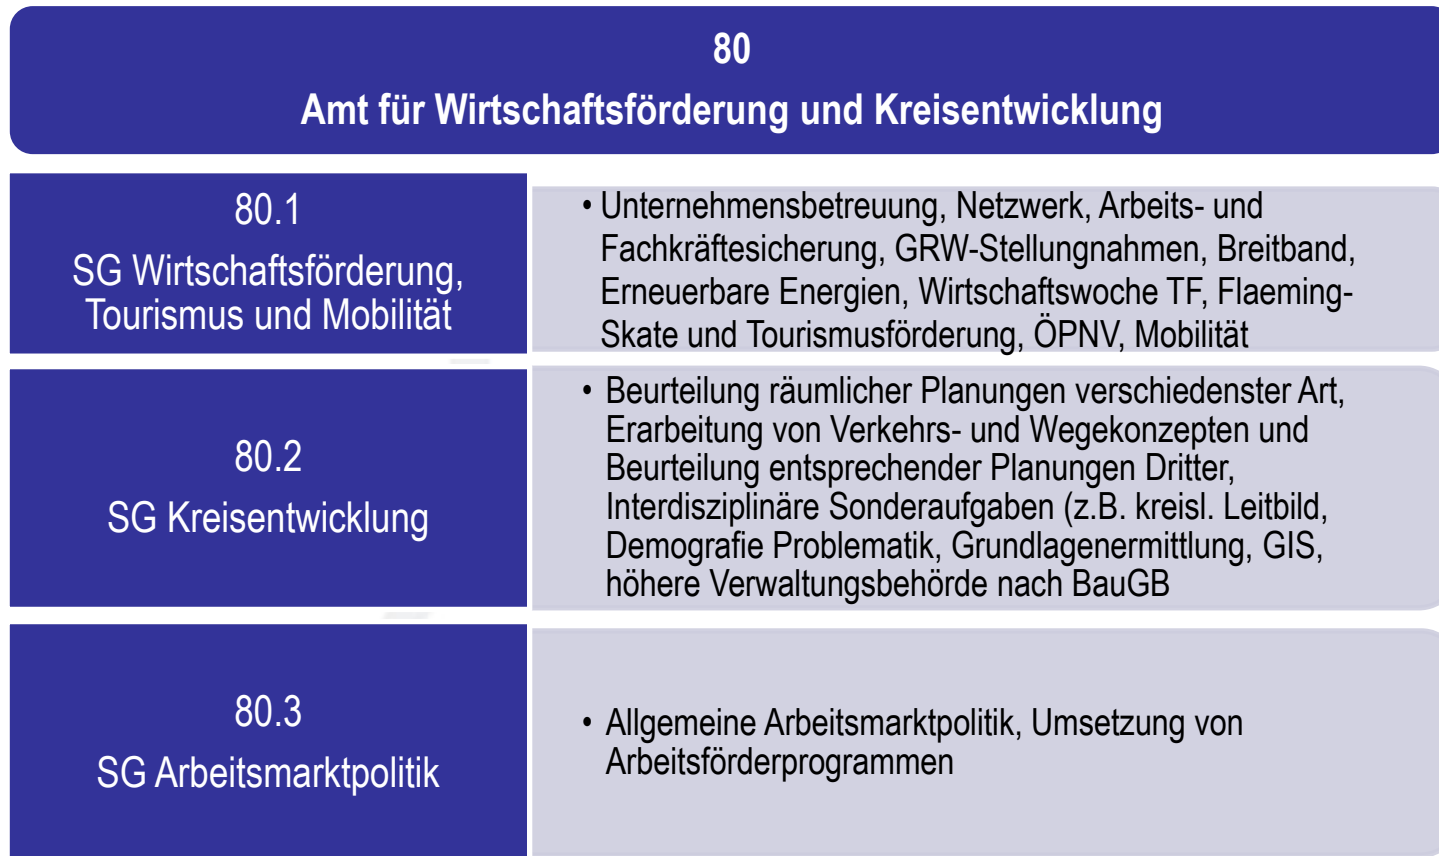 80
Amt für Wirtschaftsförderung und Kreisentwicklung
80.1
SG Wirtschaftsförderung,
Tourismus und Mobilität
• Unternehmensbetreuung, Netzwerk, Arbeits- und
Fachkräftesicherung, GRW-Stellungnahmen, Breitband,
Erneuerbare Energien, Wirtschaftswoche TF, Flaeming-
Skate und Tourismusförderung, ÖPNV, Mobilität
80.2
SG Kreisentwicklung
• Beurteilung räumlicher Planungen verschiedenster Art,
Erarbeitung von Verkehrs- und Wegekonzepten und
Beurteilung entsprechender Planungen Dritter,
Interdisziplinäre Sonderaufgaben (z.B. kreisl. Leitbild,
Demografie Problematik, Grundlagenermittlung, GIS,
höhere Verwaltungsbehörde nach BauGB
80.3
SG Arbeitsmarktpolitik
• Allgemeine Arbeitsmarktpolitik, Umsetzung von
Arbeitsförderprogrammen